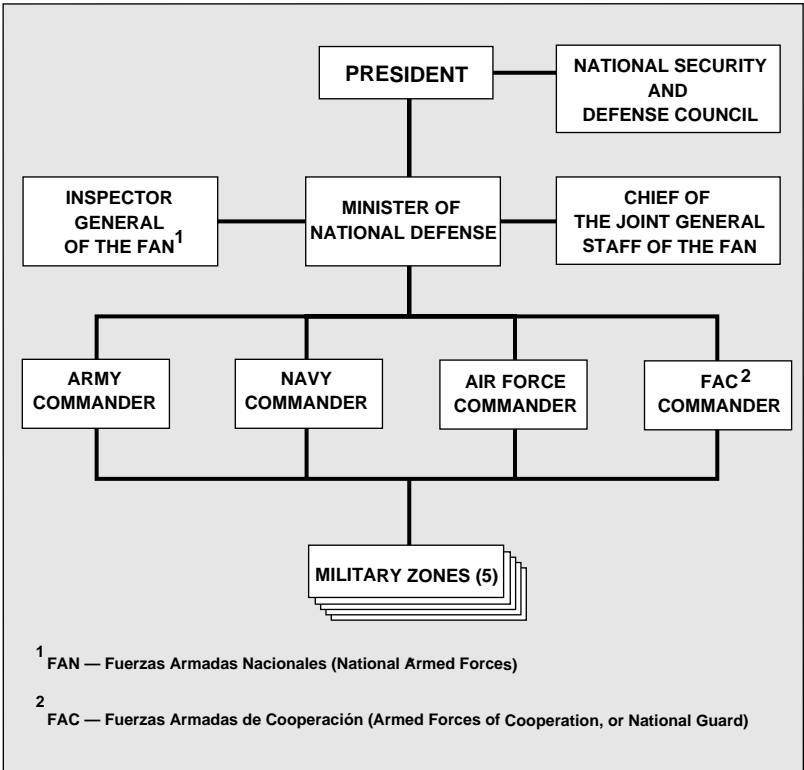 PRESIDENT
NATIONAL SECURITY
AND
DEFENSE COUNCIL
INSPECTOR
GENERAL
OF THE FAN1
MINISTER OF
NATIONAL DEFENSE
CHIEF OF
THE JOINT GENERAL
STAFF OF THE FAN
ARMY
COMMANDER
NAVY
COMMANDER
AIR FORCE
COMMANDER
FAC2
COMMANDER
MILITARY ZONES (5)
1 FAN — Fuerzas Armadas Nacionales (National Armed Forces)
2
FAC — Fuerzas Armadas de Cooperación (Armed Forces of Cooperation, or National Guard)